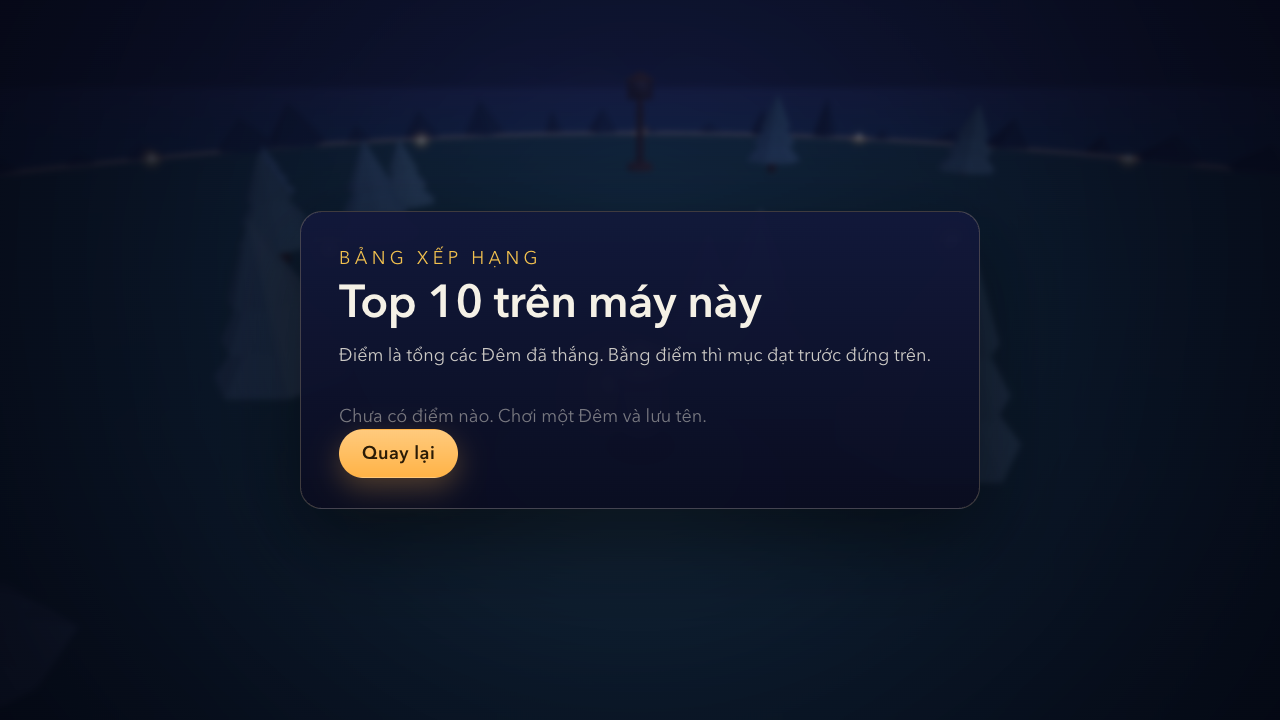 BẢNG XẾP HẠNG
Top 10 trên máy này
Điểm là tổng các Đêm đã thắng. Bằng điểm thì mục đạt trước đứng trên.
Chưa có điểm nào. Chơi một Đêm và lưu tên.
Quay lại